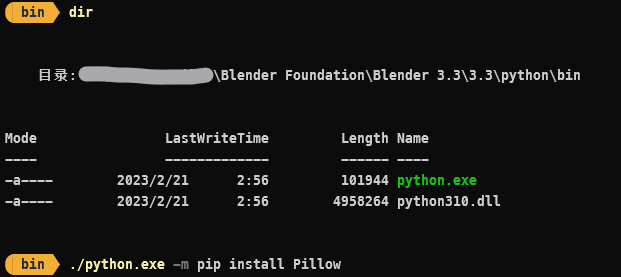 bin dir
目录: \Blender Foundation\Blender 3.3\3.3\python\bin
Mode LastWriteTime Length Name
---- ------------- ------ ----
-a---- 2023/2/21 2:56 101944 python.exe
-a---- 2023/2/21 2:56 4958264 python310.dll
bin ./python.exe -m pip install Pillow